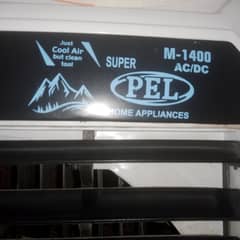 Just
Cool Air
but clean
too!
SUPER
M-1400
AC/DC
PEL
HOME APPLIANCES